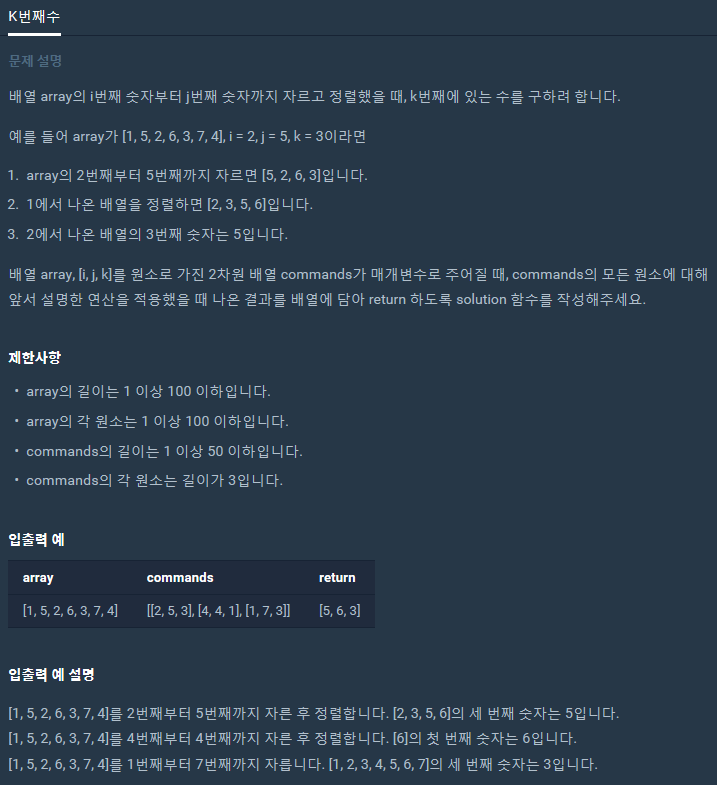 K번째수
문제 설명
배열 array의 i번째 숫자부터 j번째 숫자까지 자르고 정렬했을 때, k번째에 있는 수를 구하려 합니다.
예를 들어 array가 [1, 5, 2, 6, 3, 7, 4], i = 2, j = 5, k = 3이라면
1. array의 2번째부터 5번째까지 자르면 [5, 2, 6, 3]입니다.
2. 1에서 나온 배열을 정렬하면 [2, 3, 5, 6]입니다.
3. 2에서 나온 배열의 3번째 숫자는 5입니다.
배열 array, [i, j, k]를 원소로 가진 2차원 배열 commands가 매개변수로 주어질 때, commands의 모든 원소에 대해
앞서 설명한 연산을 적용했을 때 나온 결과를 배열에 담아 return 하도록 solution 함수를 작성해주세요.
제한사항
• array의 길이는 1 이상 100 이하입니다.
• array의 각 원소는 1 이상 100 이하입니다.
• commands의 길이는 1 이상 50 이하입니다.
• commands의 각 원소는 길이가 3입니다.
입출력 예
array commands return
[1, 5, 2, 6, 3, 7, 4] [[2, 5, 3], [4, 4, 1], [1, 7, 3]] [5, 6, 3]
입출력 예 설명
[1, 5, 2, 6, 3, 7, 4]를 2번째부터 5번째까지 자른 후 정렬합니다. [2, 3, 5, 6]의 세 번째 숫자는 5입니다.
[1, 5, 2, 6, 3, 7, 4]를 4번째부터 4번째까지 자른 후 정렬합니다. [6]의 첫 번째 숫자는 6입니다.
[1, 5, 2, 6, 3, 7, 4]를 1번째부터 7번째까지 자릅니다. [1, 2, 3, 4, 5, 6, 7]의 세 번째 숫자는 3입니다.